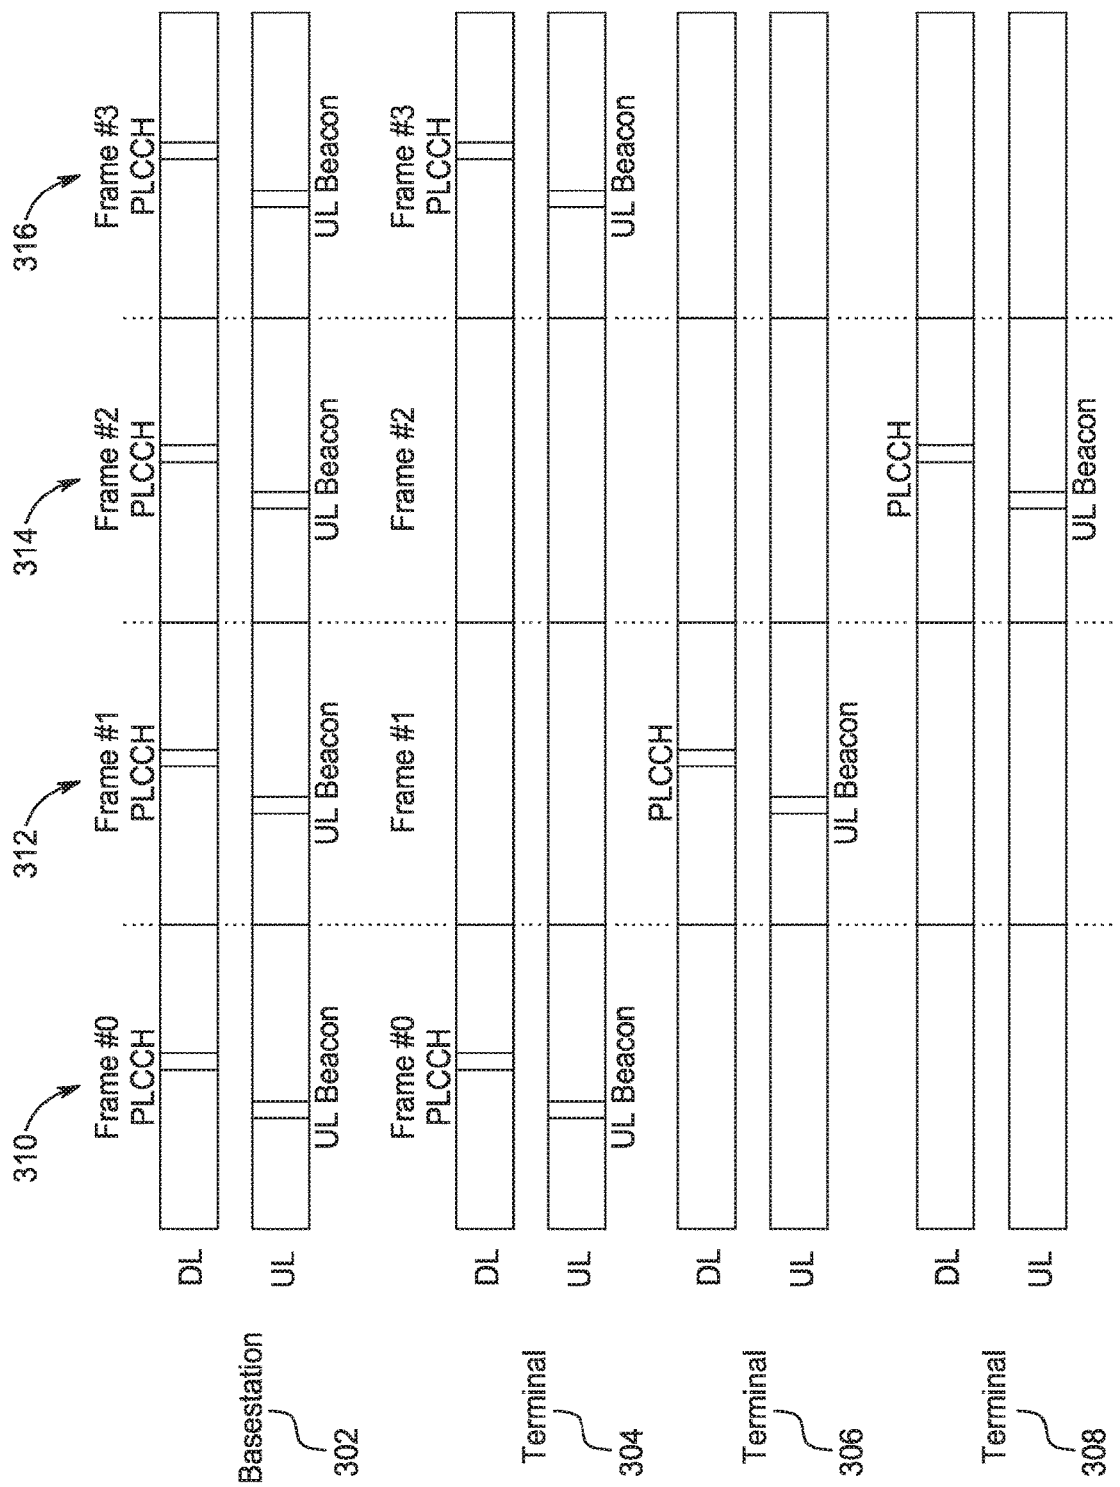 310
312
314
316
Frame #0
Frame #1
Frame #2
Frame #3
PLCCH
PLCCH
PLCCH
PLCCH
DL
Basestation
302
UL
UL Beacon
UL Beacon
UL Beacon
UL Beacon
Frame #0
Frame #1
Frame #2
Frame #3
PLCCH
PLCCH
DL
Terminal
304
UL
UL Beacon
UL Beacon
PLCCH
DL
Terminal
306
UL
UL Beacon
PLCCH
DL
Terminal
308
UL
UL Beacon